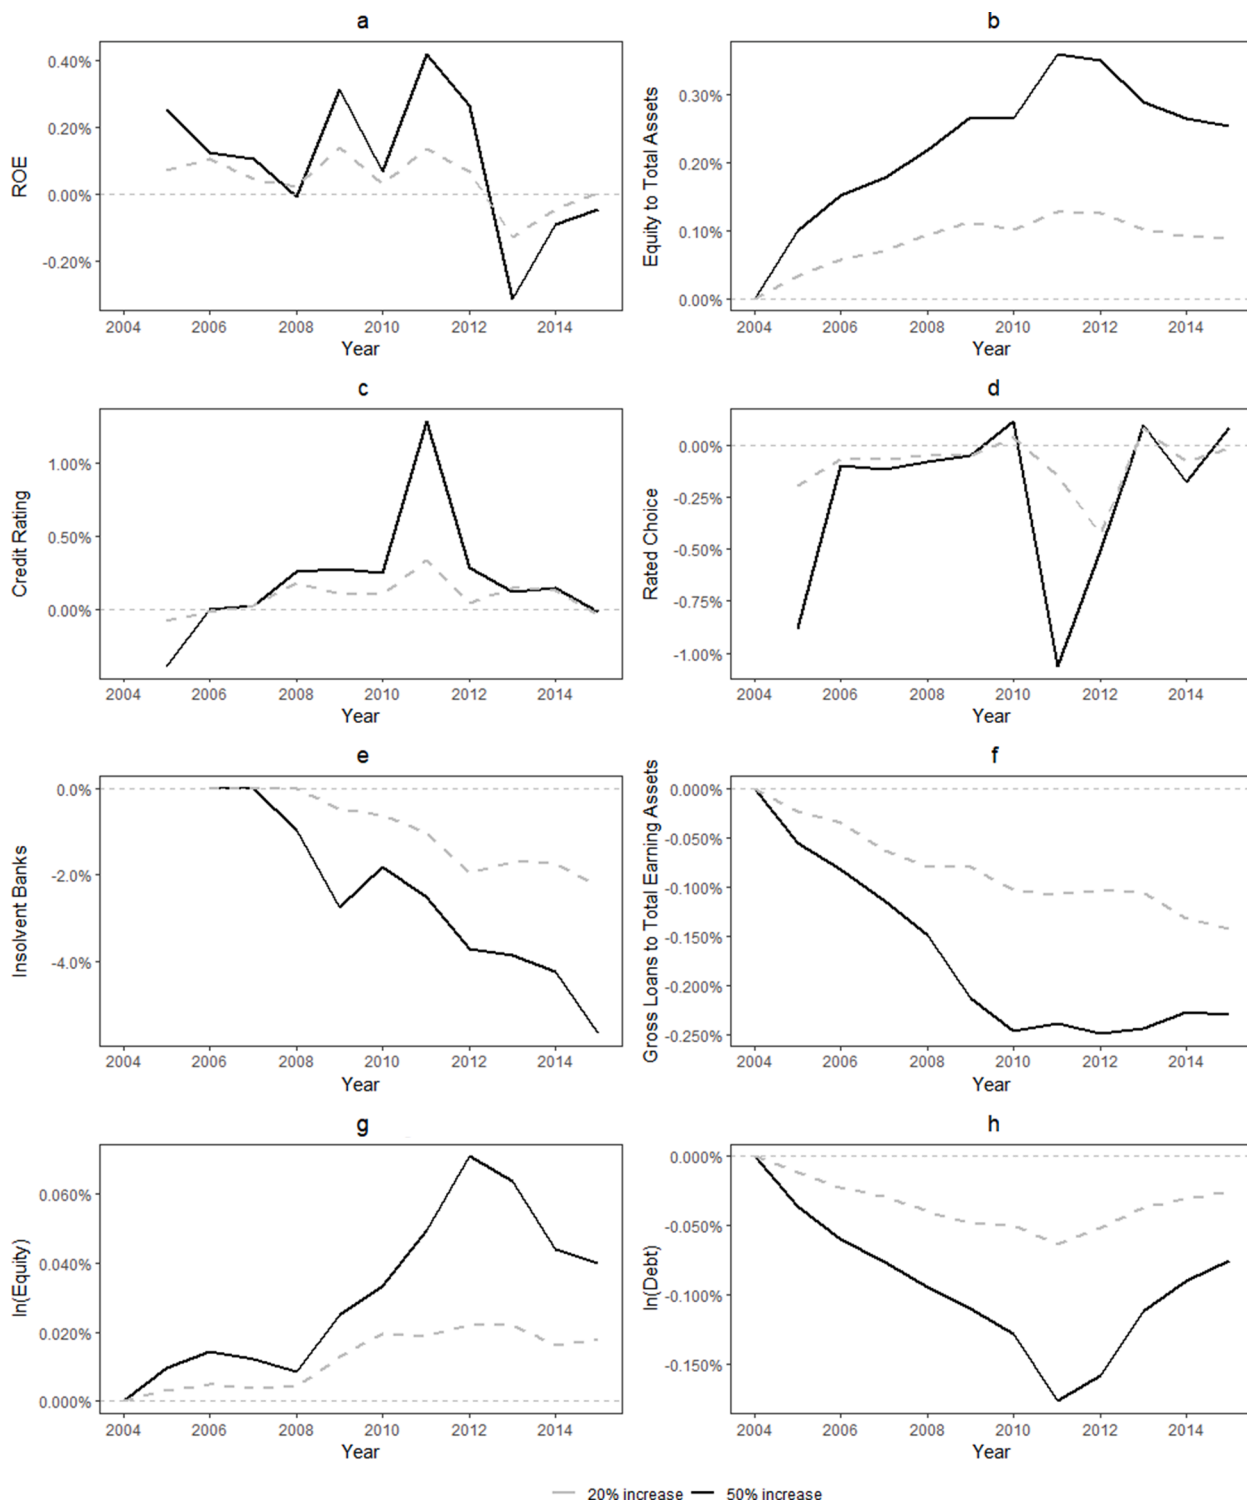 a
0.40%
0.20%
0.00%
-0.20%
ROE
2004 2006 2008 2010 2012 2014
Year
b
0.30%
0.20%
0.10%
0.00%
Equity to Total Assets
2004 2006 2008 2010 2012 2014
Year
c
1.00%
0.50%
0.00%
Credit Rating
2004 2006 2008 2010 2012 2014
Year
d
0.00%
-0.25%
-0.50%
-0.75%
-1.00%
Rated Choice
2004 2006 2008 2010 2012 2014
Year
e
0.0%
-2.0%
-4.0%
Insolvent Banks
2004 2006 2008 2010 2012 2014
Year
f
0.000%
-0.050%
-0.100%
-0.150%
-0.200%
-0.250%
Gross Loans to Total Earning Assets
2004 2006 2008 2010 2012 2014
Year
g
0.060%
0.040%
0.020%
0.000%
ln(Equity)
2004 2006 2008 2010 2012 2014
Year
h
0.000%
-0.050%
-0.100%
-0.150%
ln(Debt)
2004 2006 2008 2010 2012 2014
Year
20% increase 50% increase